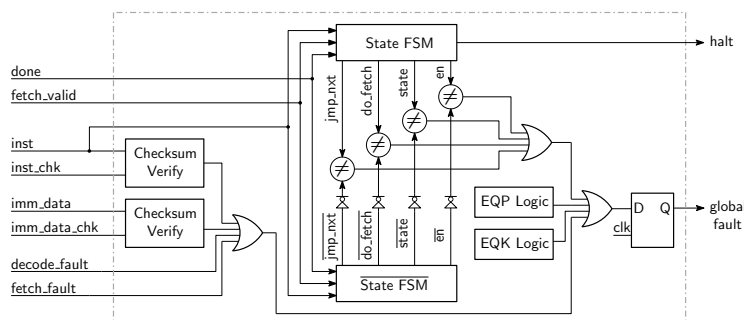 State FSM
halt
done
fetch_valid
jmp_nxt
do_fetch
state
en
≠
≠
≠
≠
inst
inst_chk
Checksum
Verify
imm_data
imm_data_chk
Checksum
Verify
decode_fault
fetch_fault
jmp_nxt
do_fetch
state
en
State FSM
EQP Logic
EQK Logic
D Q
clk
global
fault